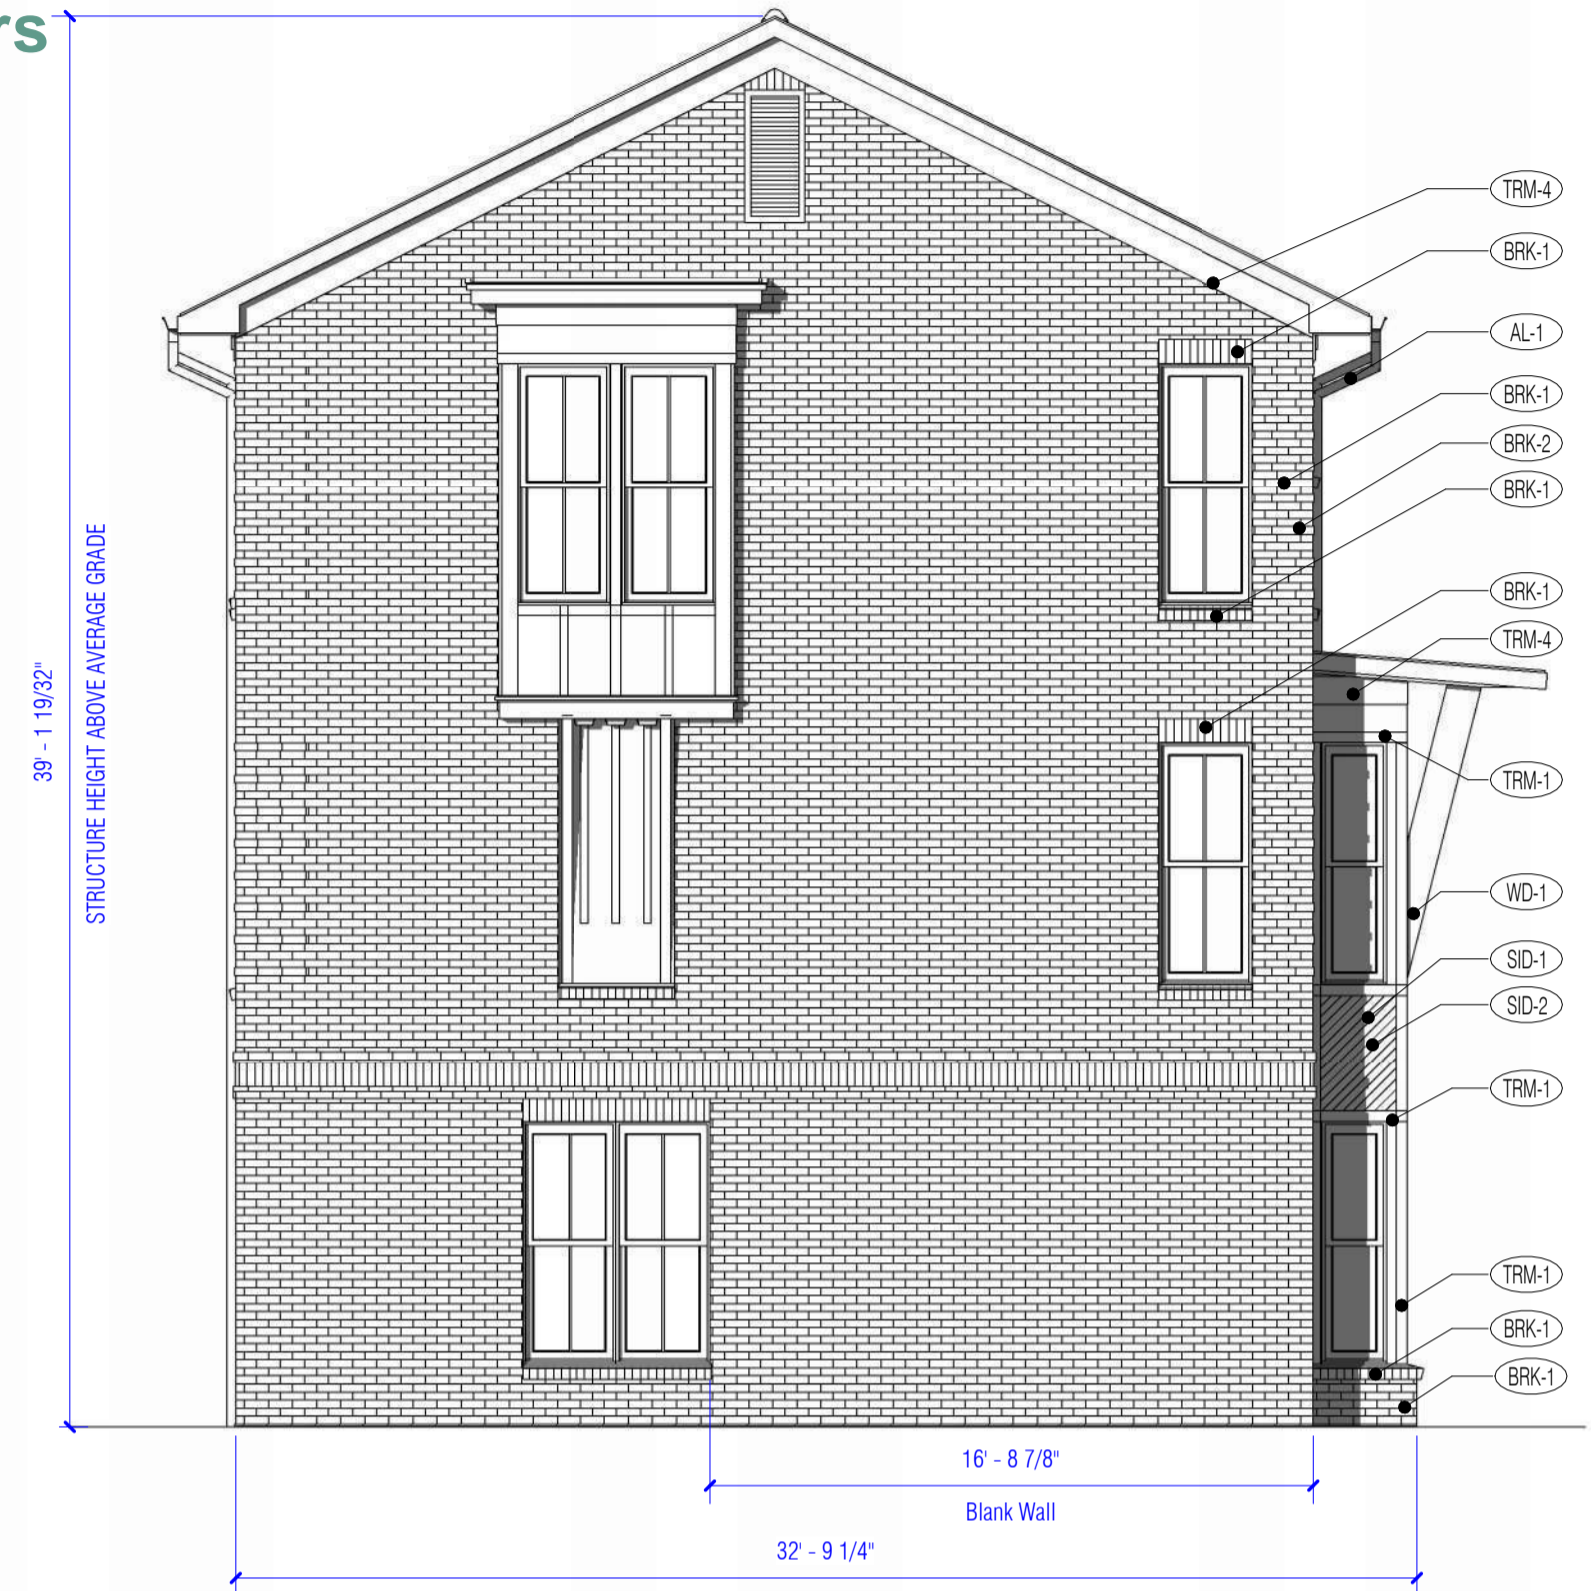 rs
TRM-4
BRK-1
AL-1
BRK-1
BRK-2
BRK-1
BRK-1
TRM-4
TRM-1
WD-1
SID-1
SID-2
TRM-1
TRM-1
BRK-1
BRK-1
39' - 1 19/32"
STRUCTURE HEIGHT ABOVE AVERAGE GRADE
16' - 8 7/8"
Blank Wall
32' - 9 1/4"